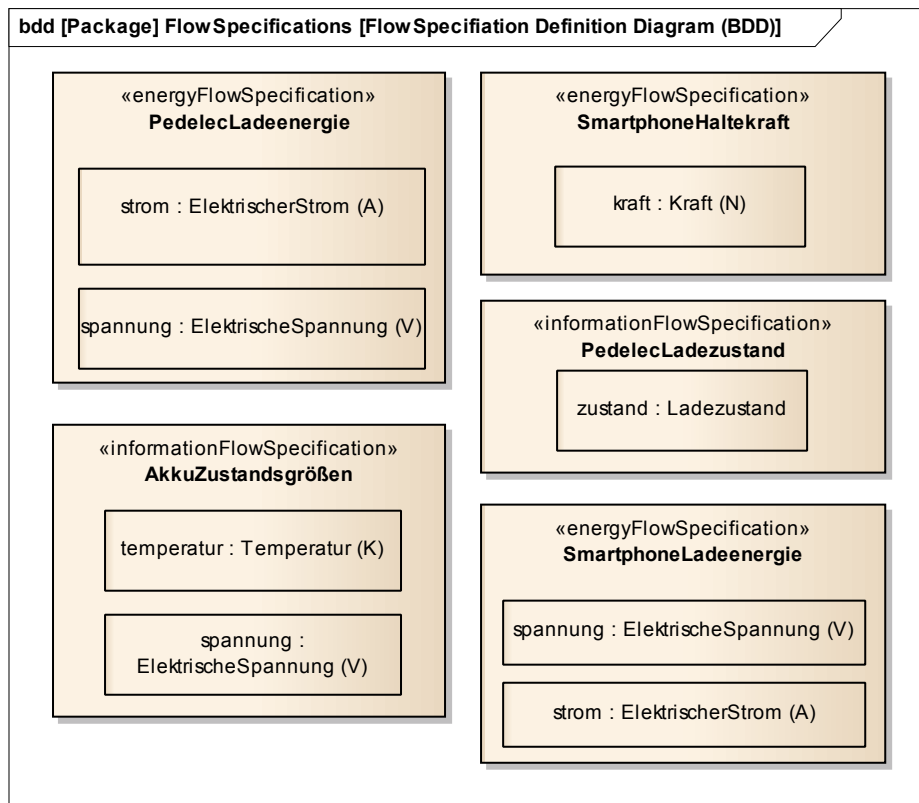 bdd [Package] FlowSpecifications [FlowSpecifiation Definition Diagram (BDD)]
«energyFlowSpecification»
PedelecLadeenergie
strom : ElektrischerStrom (A)
spannung : ElektrischeSpannung (V)
«informationFlowSpecification»
AkkuZustandsgrößen
temperatur : Temperatur (K)
spannung :
ElektrischeSpannung (V)
«energyFlowSpecification»
SmartphoneHaltekraft
kraft : Kraft (N)
«informationFlowSpecification»
PedelecLadezustand
zustand : Ladezustand
«energyFlowSpecification»
SmartphoneLadeenergie
spannung : ElektrischeSpannung (V)
strom : ElektrischerStrom (A)